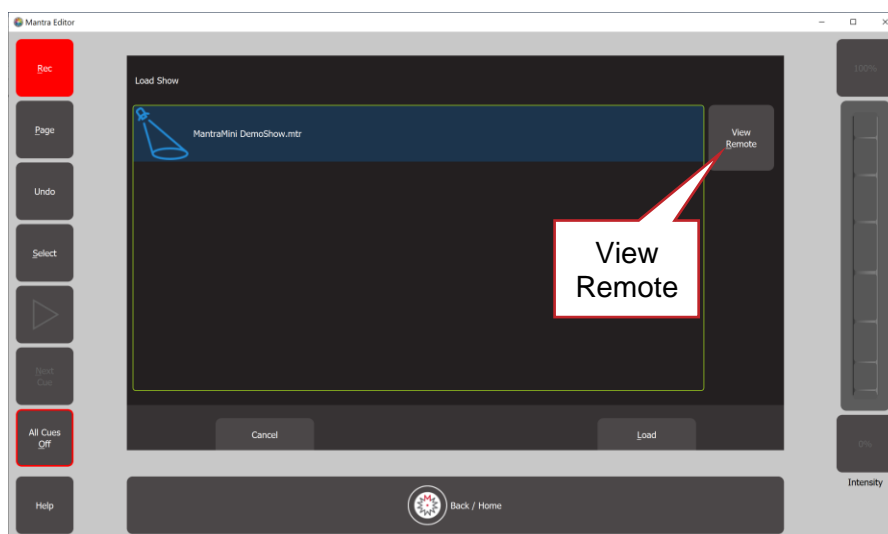 Mantra Editor
Rec
Page
Undo
Select
Next
Cue
All Cues
Off
Help
Load Show
MantraMini DemoShow.mtr
View
Remote
View
Remote
Cancel
Load
M
Back / Home
100%
0%
Intensity